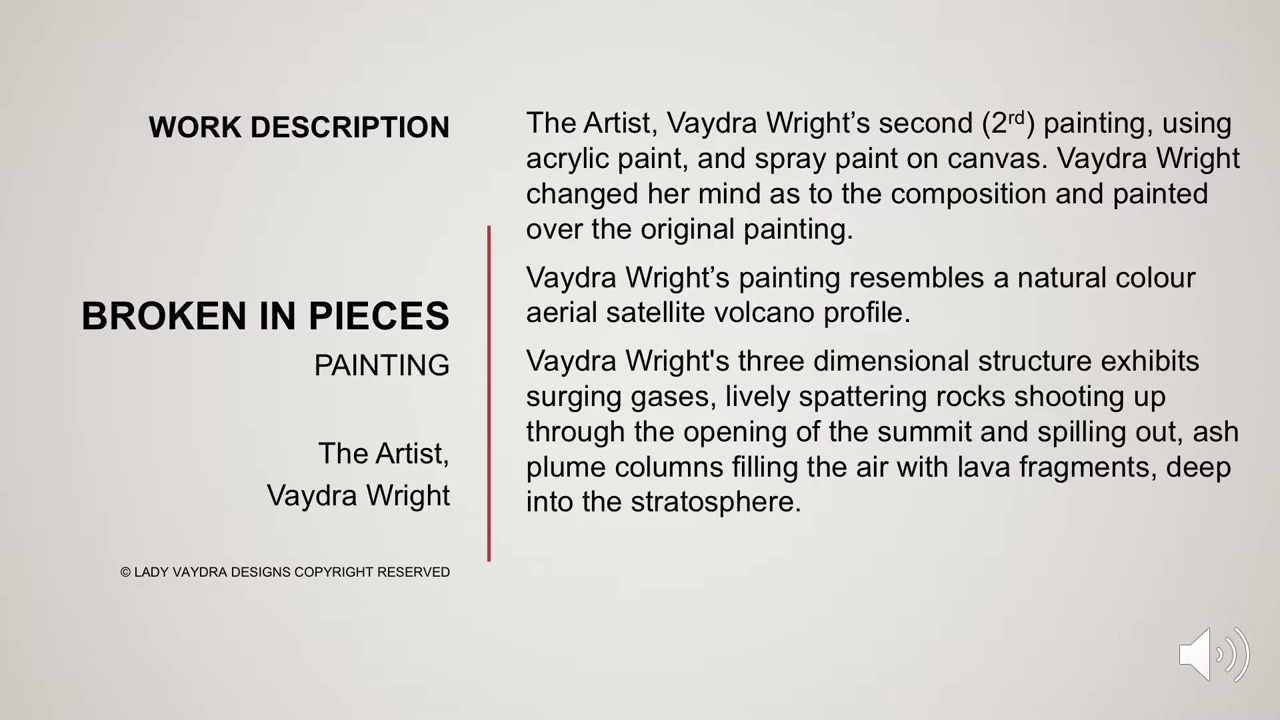 WORK DESCRIPTION
BROKEN IN PIECES
PAINTING
The Artist,
Vaydra Wright
© LADY VAYDRA DESIGNS COPYRIGHT RESERVED
The Artist, Vaydra Wright’s second (2rd) painting, using
acrylic paint, and spray paint on canvas. Vaydra Wright
changed her mind as to the composition and painted
over the original painting.
Vaydra Wright’s painting resembles a natural colour
aerial satellite volcano profile.
Vaydra Wright's three dimensional structure exhibits
surging gases, lively spattering rocks shooting up
through the opening of the summit and spilling out, ash
plume columns filling the air with lava fragments, deep
into the stratosphere.